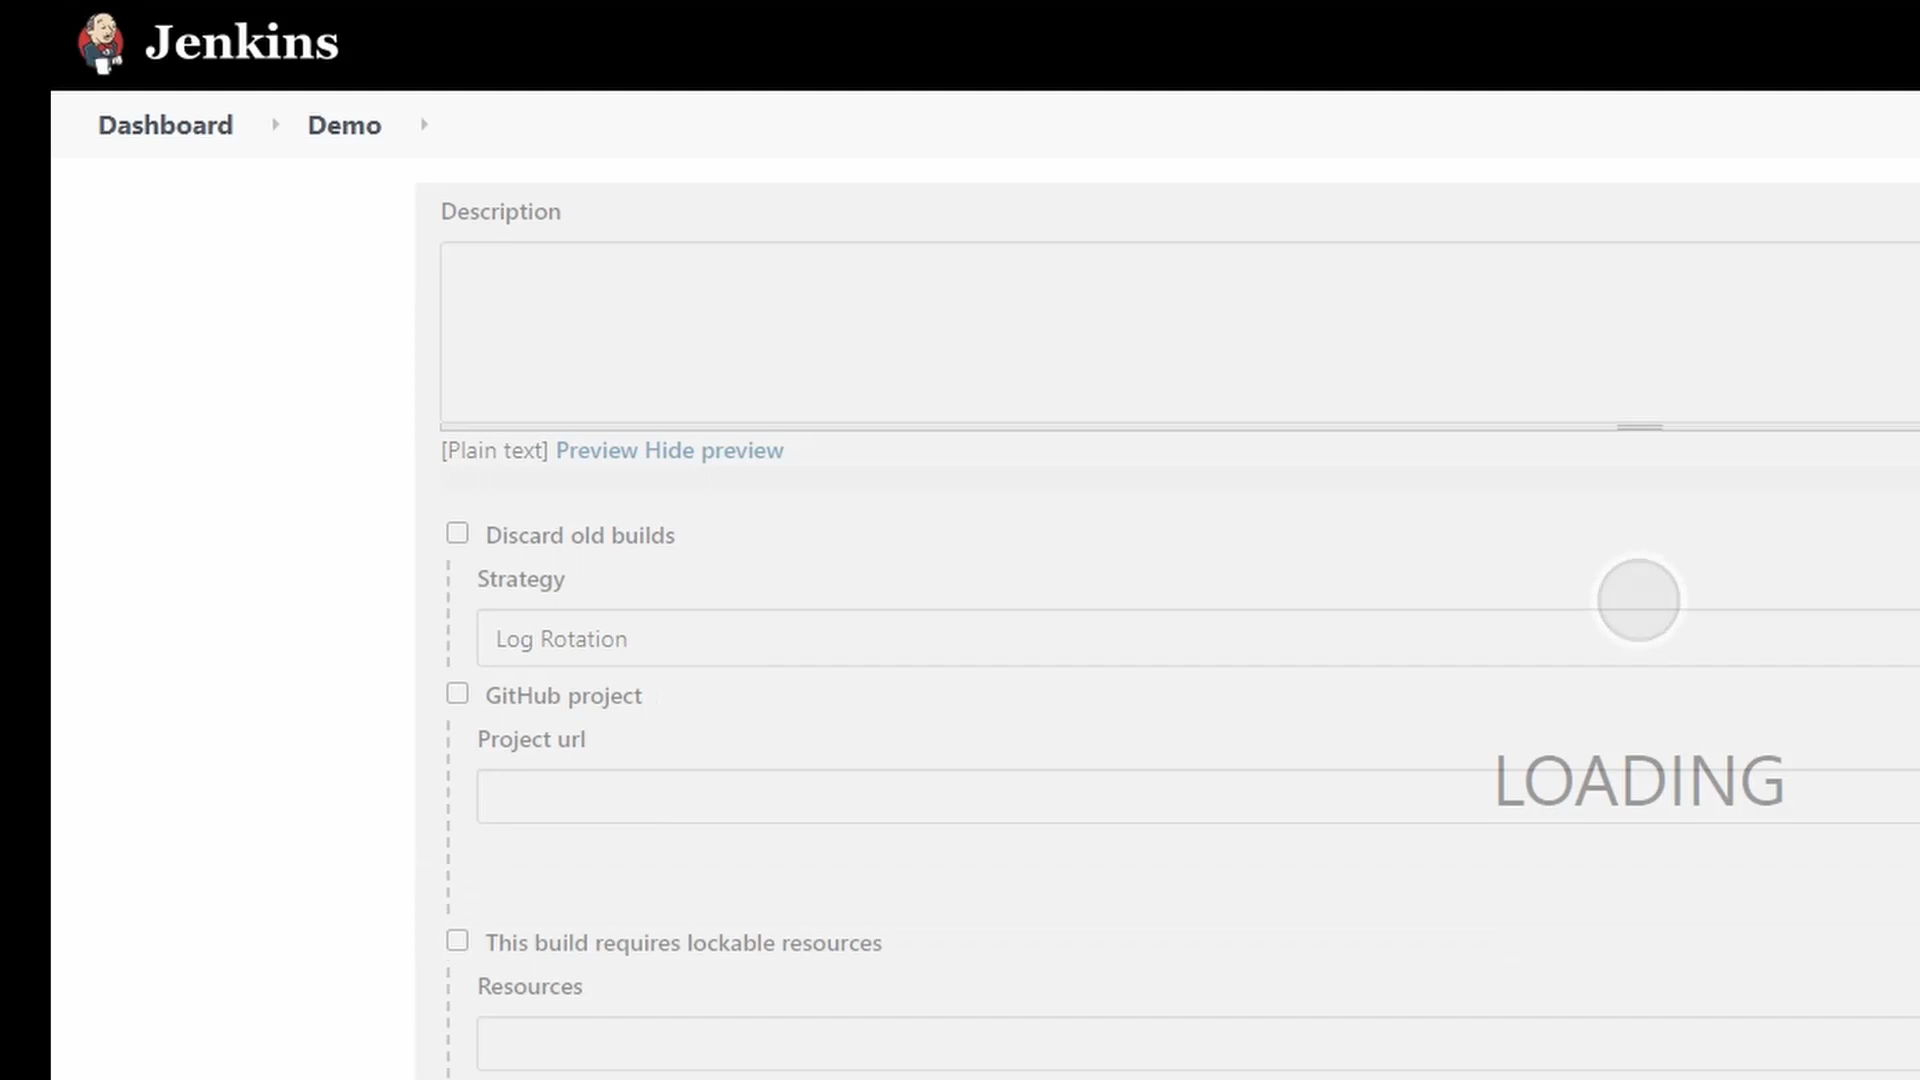 Jenkins
Dashboard Demo
Description
[Plain text] Preview Hide preview
Discard old builds
Strategy
Log Rotation
GitHub project
Project url
LOADING
This build requires lockable resources
Resources